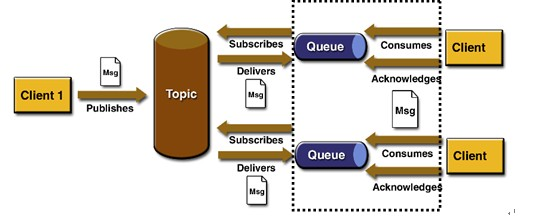 Msg
Client 1
Publishes
Topic
Subscribes
Delivers
Msg
Queue
Consumes
Acknowledges
Client
Msg
Subscribes
Delivers
Msg
Queue
Consumes
Acknowledges
Client